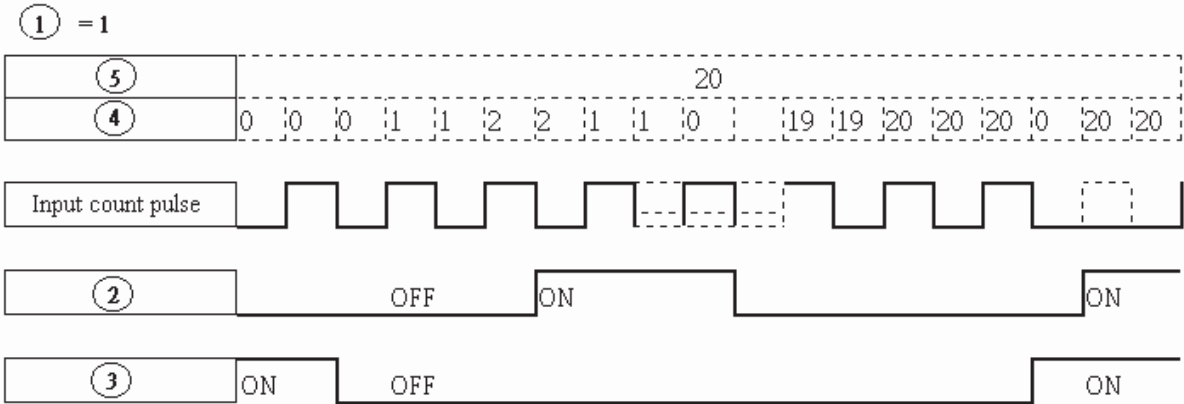 ① = 1
⑤ 20
④ 0 0 0 1 1 2 2 1 1 0 19 19 20 20 20 0 20 20
Input count pulse
② OFF ON ON
③ ON OFF ON